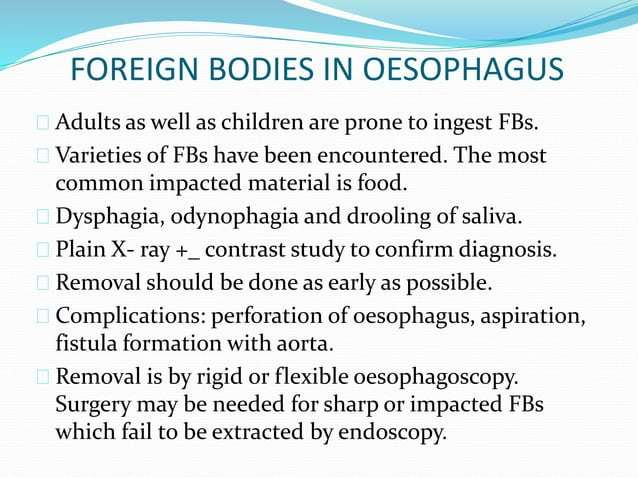 FOREIGN BODIES IN OESOPHAGUS
Adults as well as children are prone to ingest FBs.
Varieties of FBs have been encountered. The most
common impacted material is food.
Dysphagia, odynophagia and drooling of saliva.
Plain X- ray +_ contrast study to confirm diagnosis.
Removal should be done as early as possible.
Complications: perforation of oesophagus, aspiration,
fistula formation with aorta.
Removal is by rigid or flexible oesophagoscopy.
Surgery may be needed for sharp or impacted FBs
which fail to be extracted by endoscopy.